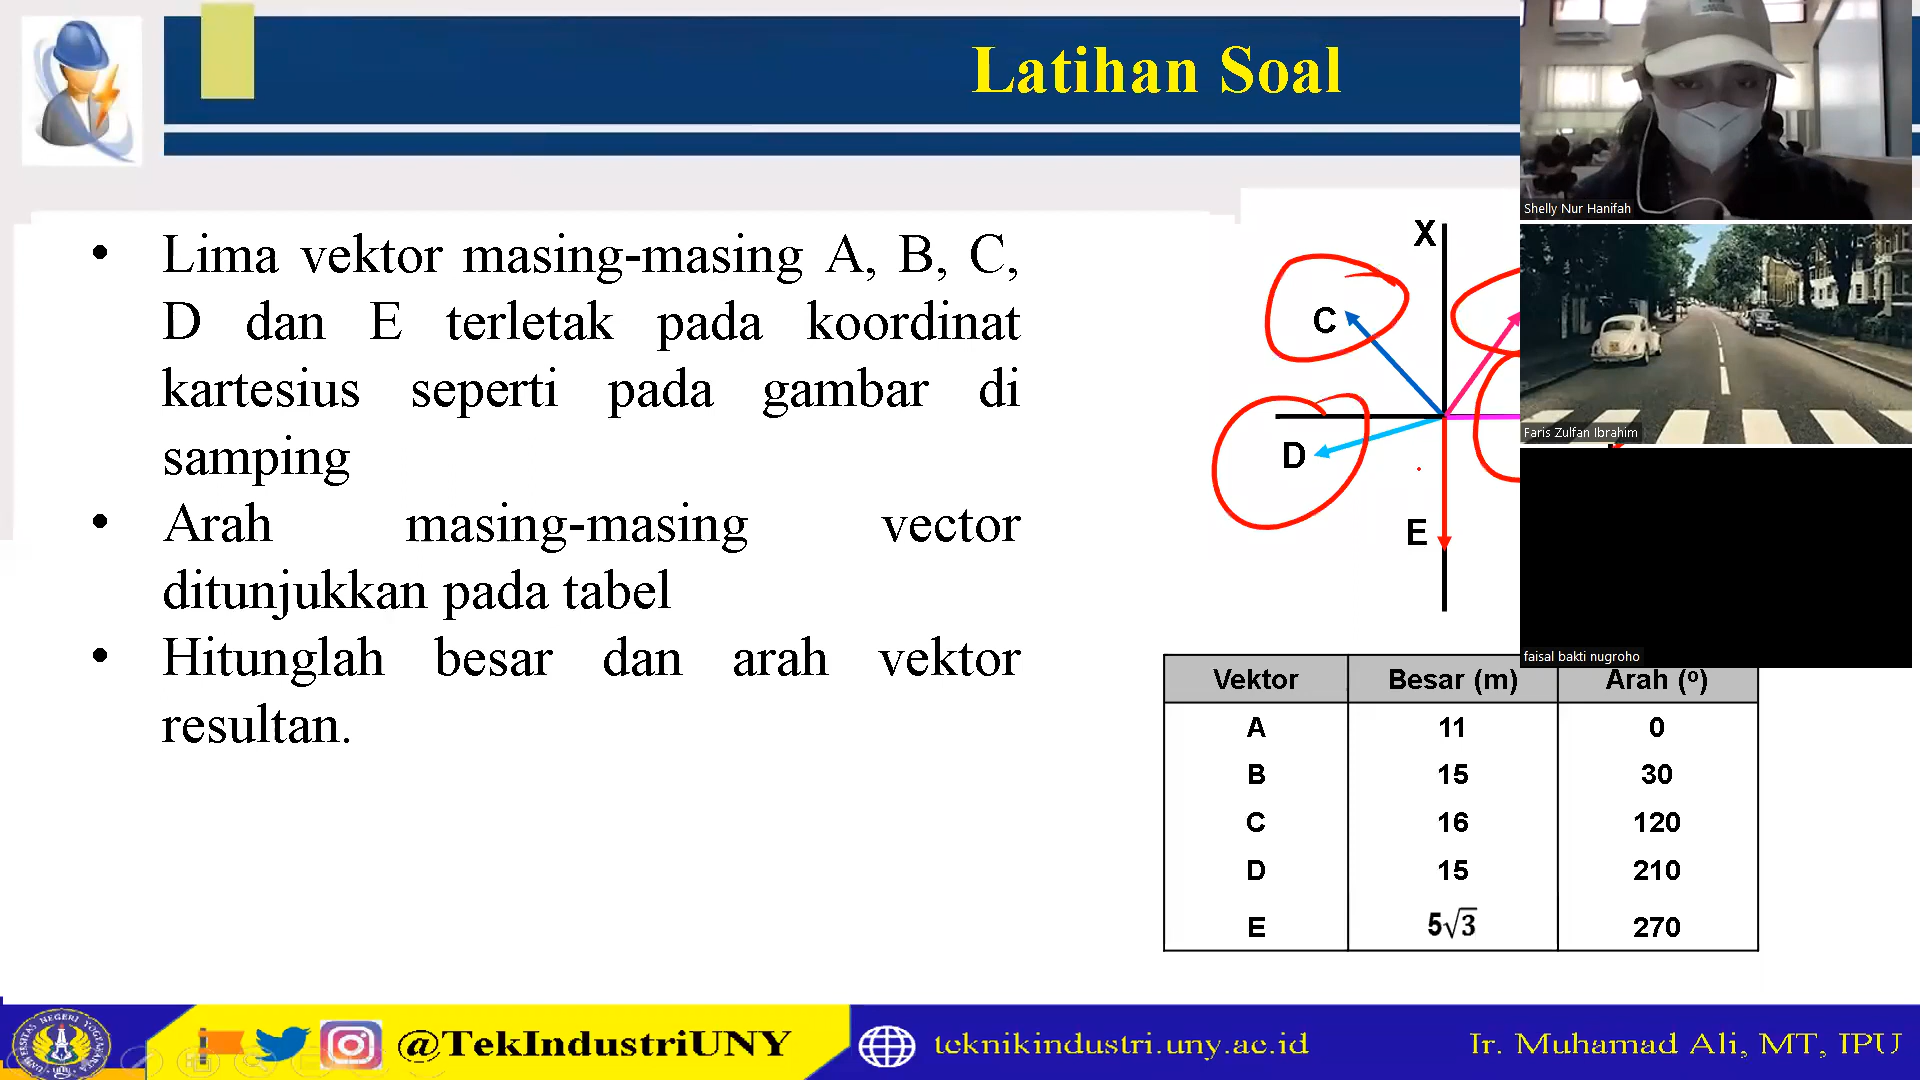 Latihan Soal
Shelly Nur Hanifah
• Lima vektor masing-masing A, B, C,
D dan E terletak pada koordinat
kartesius seperti pada gambar di
samping
• Arah masing-masing vector
ditunjukkan pada tabel
• Hitunglah besar dan arah vektor
resultan.
X
C
D
E
Faris Zulfan Ibrahim
faisal bakti nugroho
Vektor Besar (m) Arah (º)
A 11 0
B 15 30
C 16 120
D 15 210
E 5√3 270
@TekIndustriUNY
teknikindustri.uny.ac.id
Ir. Muhamad Ali, MT, IPU